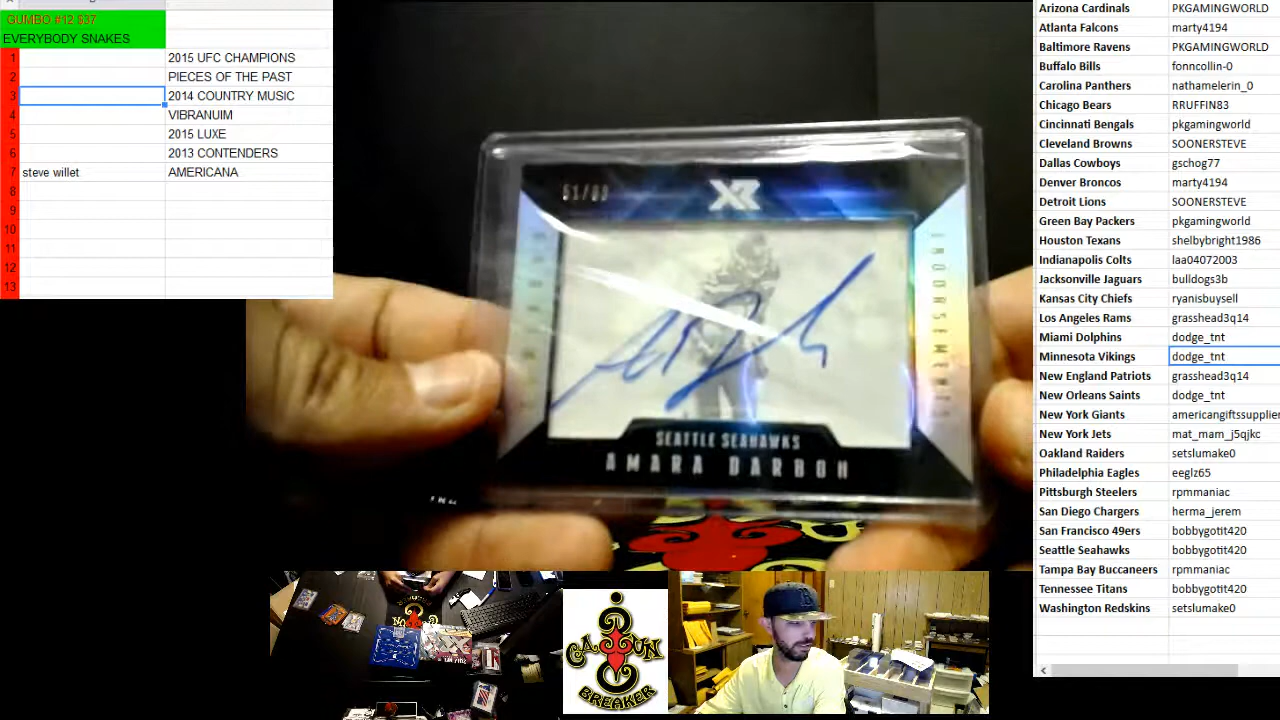 GUMBO #12 $37
EVERYBODY SNAKES
1 2015 UFC CHAMPIONS
2 PIECES OF THE PAST
3 2014 COUNTRY MUSIC
4 VIBRANUIM
5 2015 LUXE
6 2013 CONTENDERS
7 steve willet AMERICANA
8
9
10
11
12
13
XR
ENDORSEMENTS
SEATTLE SEAHAWKS
AMARA DARBOH
CAJUN
BREAKER
Arizona Cardinals PKGAMINGWORLD
Atlanta Falcons marty4194
Baltimore Ravens PKGAMINGWORLD
Buffalo Bills fonncollin-0
Carolina Panthers nathamelerin_0
Chicago Bears RRUFFIN83
Cincinnati Bengals pkgamingworld
Cleveland Browns SOONERSTEVE
Dallas Cowboys gschog77
Denver Broncos marty4194
Detroit Lions SOONERSTEVE
Green Bay Packers pkgamingworld
Houston Texans shelbybright1986
Indianapolis Colts laa04072003
Jacksonville Jaguars bulldogs3b
Kansas City Chiefs ryanisbuysell
Los Angeles Rams grasshead3q14
Miami Dolphins dodge_tnt
Minnesota Vikings dodge_tnt
New England Patriots grasshead3q14
New Orleans Saints dodge_tnt
New York Giants americangiftssupplier
New York Jets mat_mam_j5qjkc
Oakland Raiders setslumake0
Philadelphia Eagles eeglz65
Pittsburgh Steelers rpmmaniac
San Diego Chargers herma_jerem
San Francisco 49ers bobbygotit420
Seattle Seahawks bobbygotit420
Tampa Bay Buccaneers rpmmaniac
Tennessee Titans bobbygotit420
Washington Redskins setslumake0